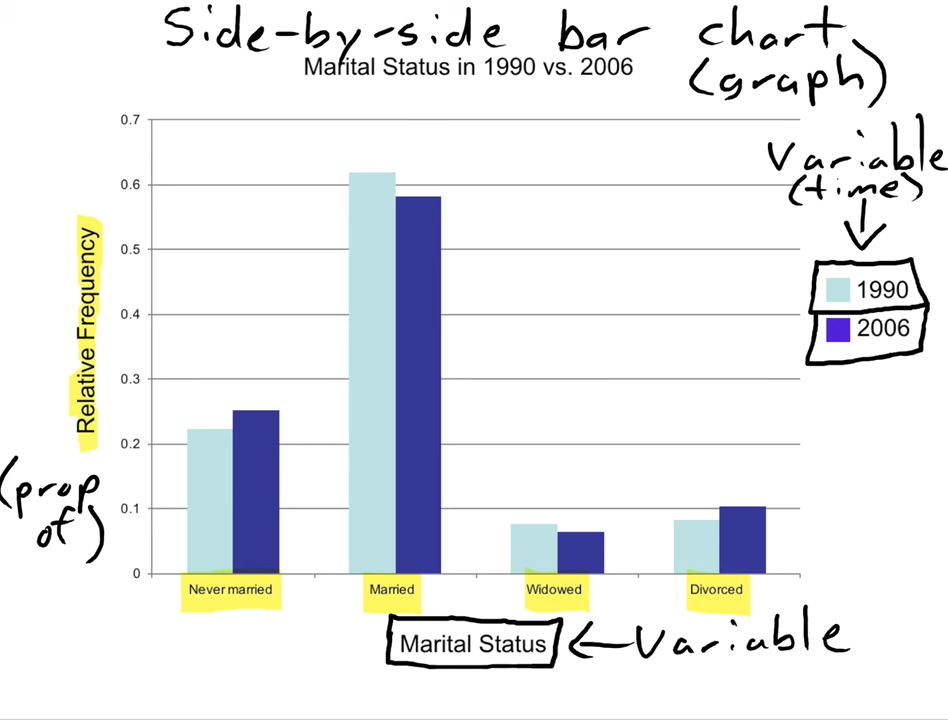 Side-by-side bar chart
(graph)
Marital Status in 1990 vs. 2006
Variable
(time)
1990
2006
Relative Frequency
(prop
of)
0.7
0.6
0.5
0.4
0.3
0.2
0.1
0
Never married Married Widowed Divorced
Marital Status ← Variable